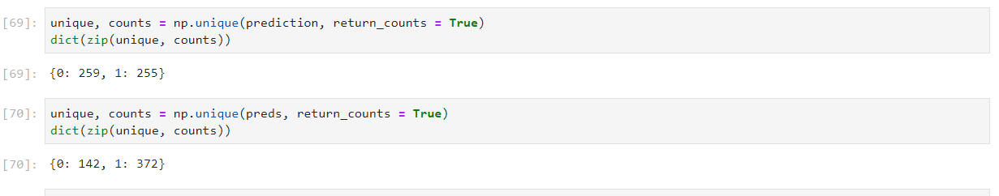 [69]: unique, counts = np.unique(prediction, return_counts = True)
dict(zip(unique, counts))
[69]: {0: 259, 1: 255}
[70]: unique, counts = np.unique(preds, return_counts = True)
dict(zip(unique, counts))
[70]: {0: 142, 1: 372}